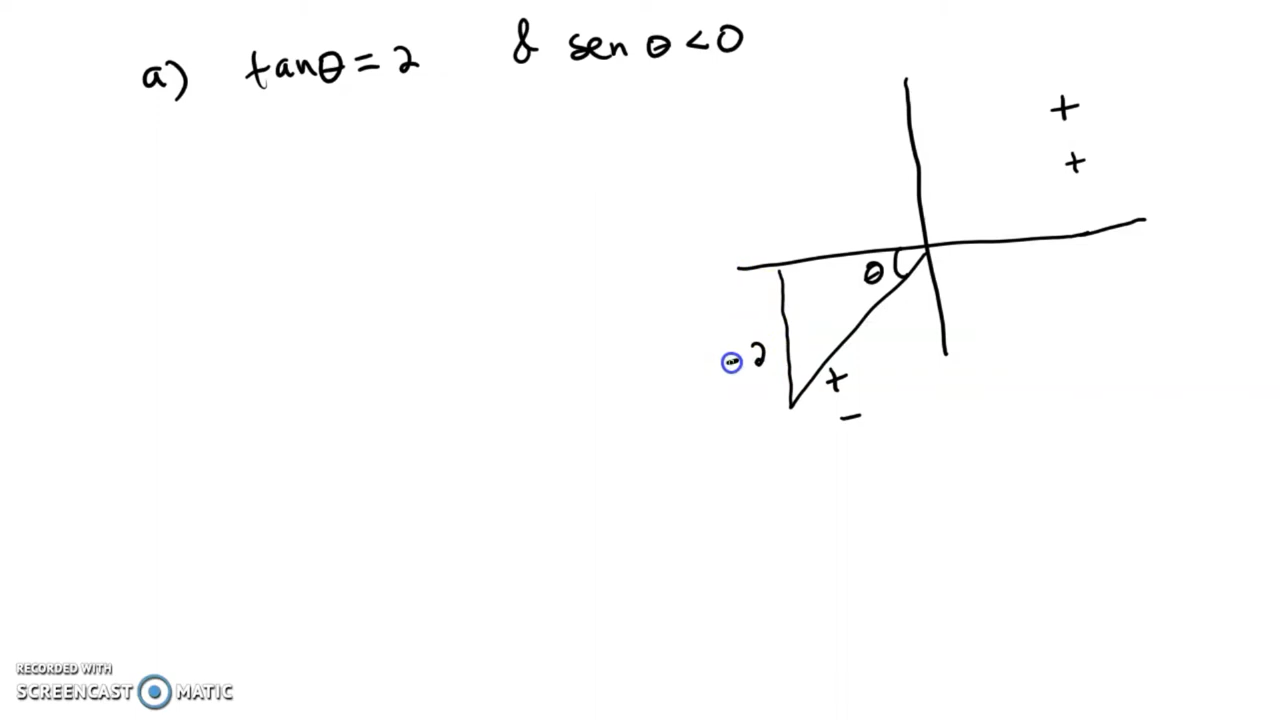 a) tanθ = 2 & sen θ < 0
+
+
θ
-2
+
-
RECORDED WITH
SCREENCAST MATIC